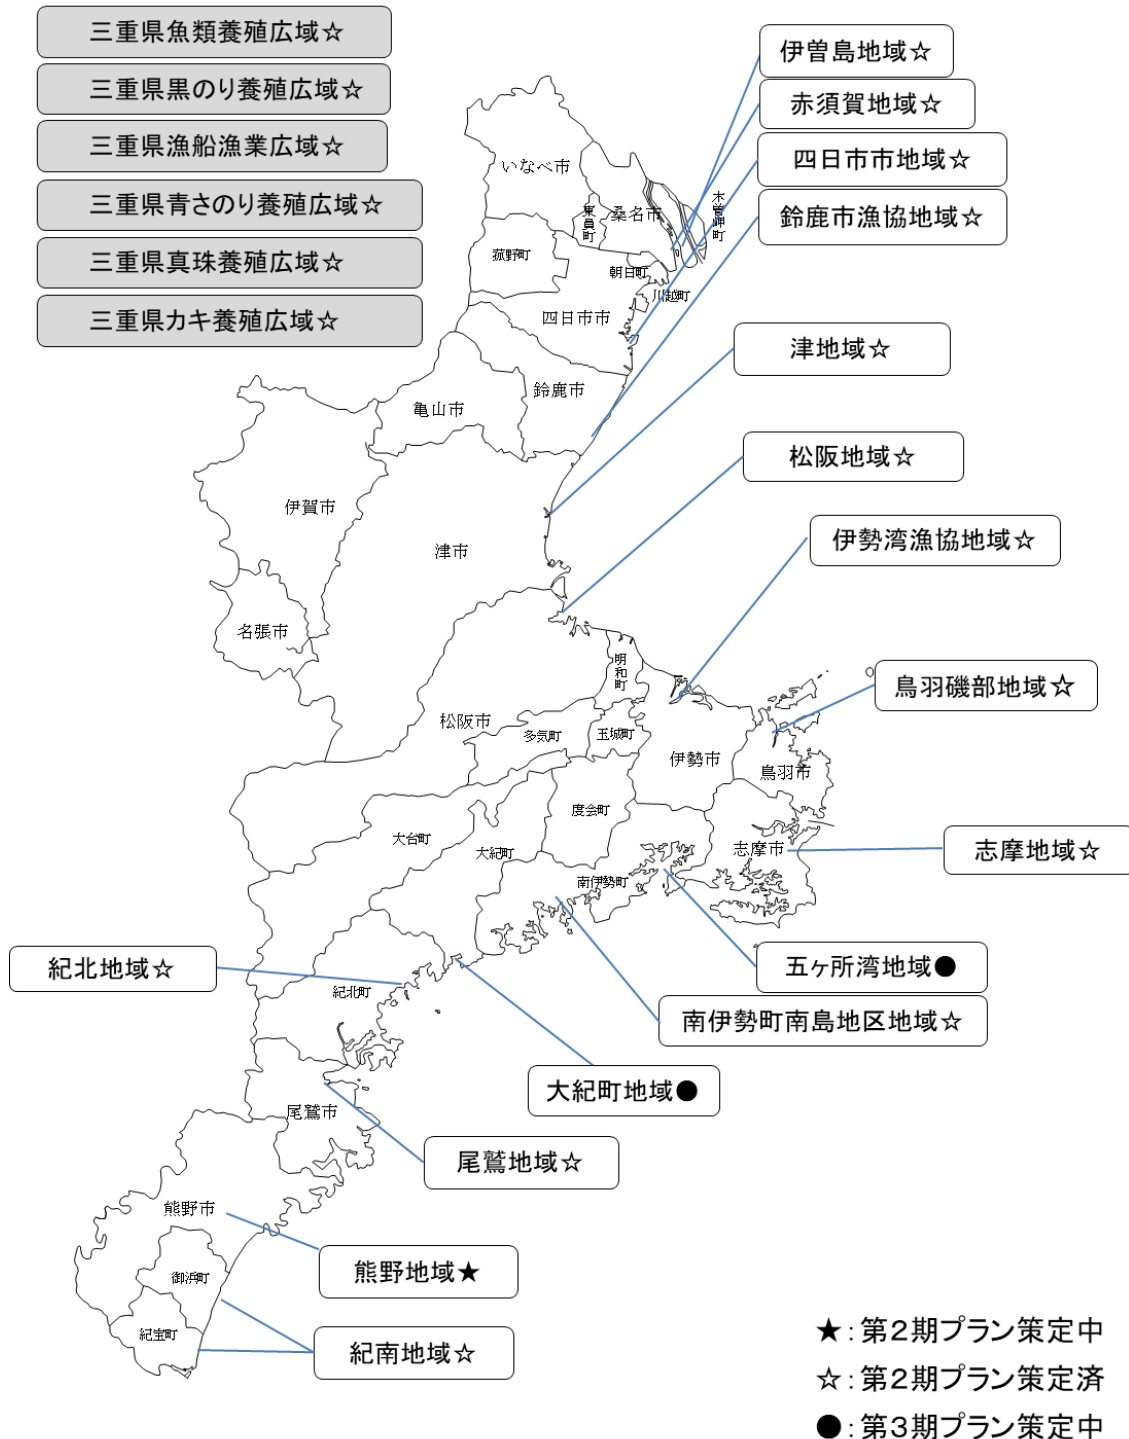 三重県魚類養殖広域☆
三重県黒のり養殖広域☆
三重県漁船漁業広域☆
三重県青さのり養殖広域☆
三重県真珠養殖広域☆
三重県カキ養殖広域☆
伊曽島地域☆
赤須賀地域☆
四日市市地域☆
鈴鹿市漁協地域☆
津地域☆
松阪地域☆
伊勢湾漁協地域☆
鳥羽磯部地域☆
志摩地域☆
五ヶ所湾地域●
南伊勢町南島地区地域☆
大紀町地域●
紀北地域☆
尾鷲地域☆
熊野地域★
紀南地域☆
いなべ市
東員町
桑名市
木曽岬町
菰野町
朝日町
川越町
四日市市
鈴鹿市
亀山市
伊賀市
津市
名張市
明和町
松阪市
多気町
玉城町
伊勢市
鳥羽市
度会町
大台町
大紀町
志摩市
南伊勢町
紀北町
尾鷲市
熊野市
御浜町
紀宝町
★:第2期プラン策定中
☆:第2期プラン策定済
●:第3期プラン策定中